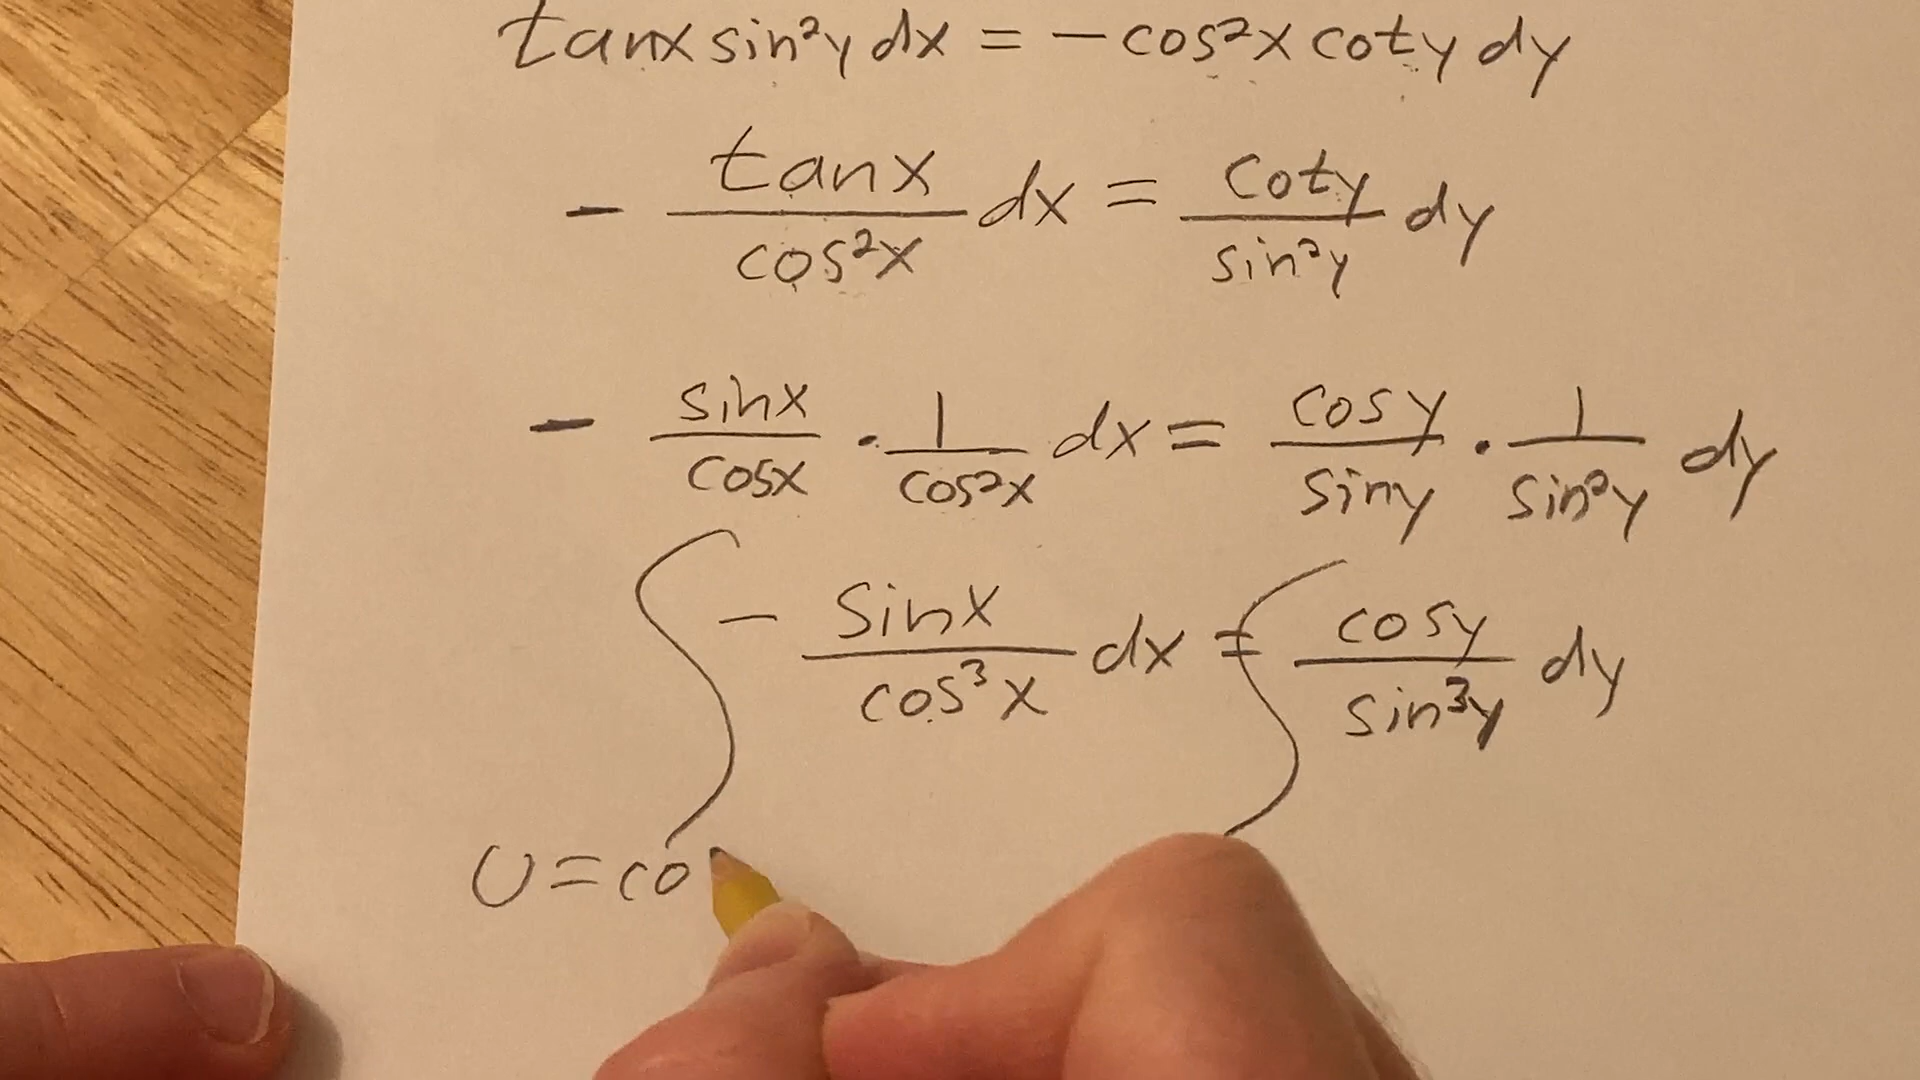 tanx sin²y dx = - cos²x coty dy
- tanx/cos²x dx = coty/sin²y dy
- sinx/cosx · 1/cos²x dx = cosy/siny · 1/sin²y dy
∫ - sinx/cos³x dx = ∫ cosy/sin³y dy
U = co